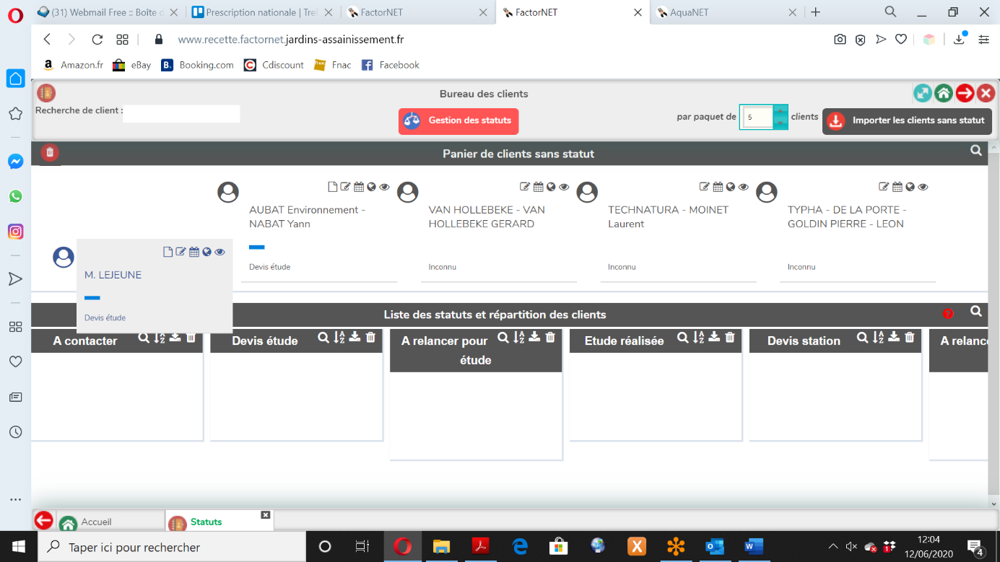 (31) Webmail Free :: Boîte d
Prescription nationale | Trel
FactorNET
FactorNET
AquaNET
www.recette.factornet.jardins-assainissement.fr
Amazon.fr eBay Booking.com Cdiscount Fnac Facebook
Bureau des clients
Recherche de client :
Gestion des statuts
par paquet de 5 clients
Importer les clients sans statut
Panier de clients sans statut
AUBAT Environnement -
NABAT Yann
Devis étude
VAN HOLLEBEKE - VAN
HOLLEBEKE GERARD
Inconnu
TECHNATURA - MOINET
Laurent
Inconnu
TYPHA - DE LA PORTE -
GOLDIN PIERRE - LEON
Inconnu
M. LEJEUNE
Devis étude
Liste des statuts et répartition des clients
A contacter
Devis étude
A relancer pour
étude
Etude réalisée
Devis station
A relance
Accueil
Statuts
Taper ici pour rechercher
12:04
12/06/2020
4